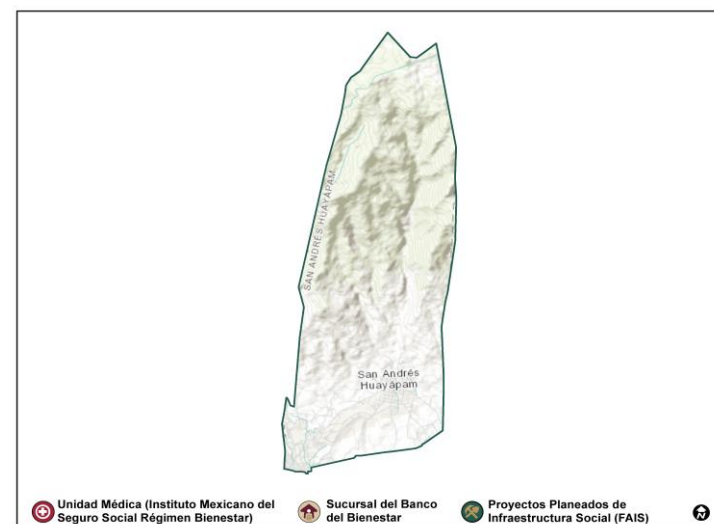 SAN ANDRÉS HUAYÁPAM
San Andrés
Huayápam
Unidad Médica (Instituto Mexicano del
Seguro Social Régimen Bienestar)
Sucursal del Banco
del Bienestar
Proyectos Planeados de
Infraestructura Social (FAIS)